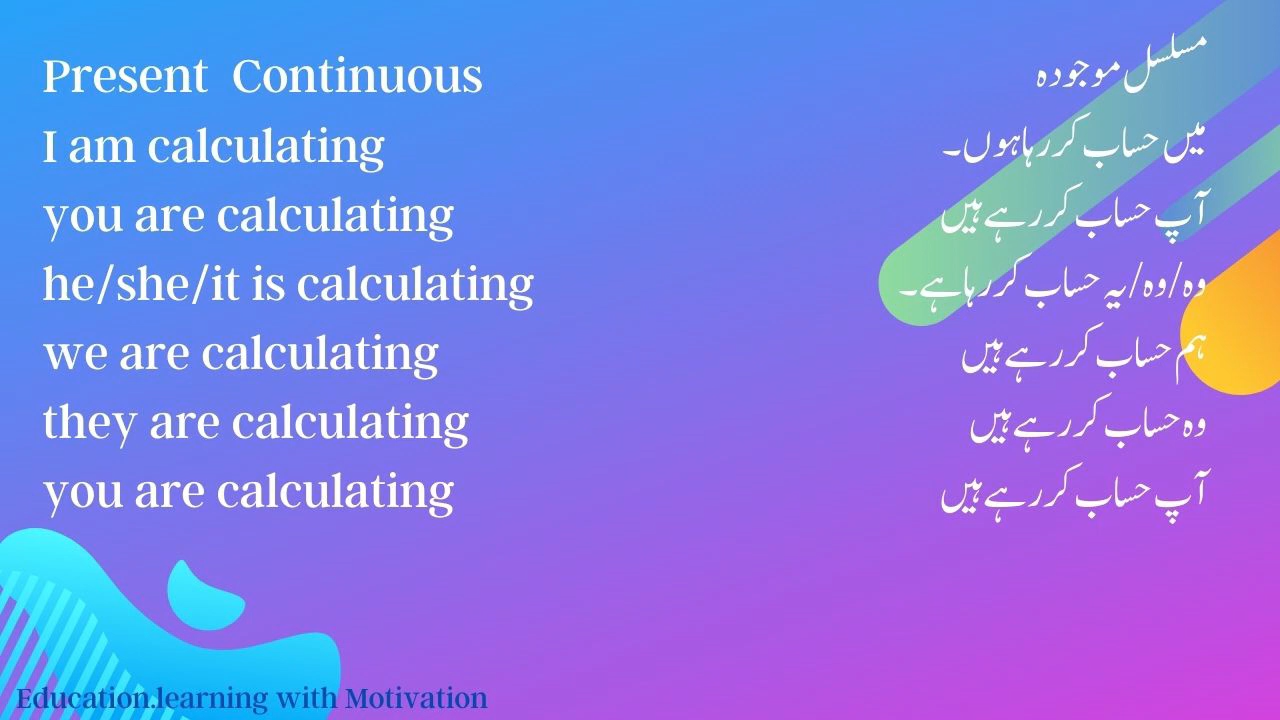 Present Continuous
مسلسل موجودہ
I am calculating
میں حساب کر رہا ہوں۔
you are calculating
آپ حساب کر رہے ہیں
he/she/it is calculating
وہ/وہ/یہ حساب کر رہا ہے۔
we are calculating
ہم حساب کر رہے ہیں
they are calculating
وہ حساب کر رہے ہیں
you are calculating
آپ حساب کر رہے ہیں
Education.learning with Motivation